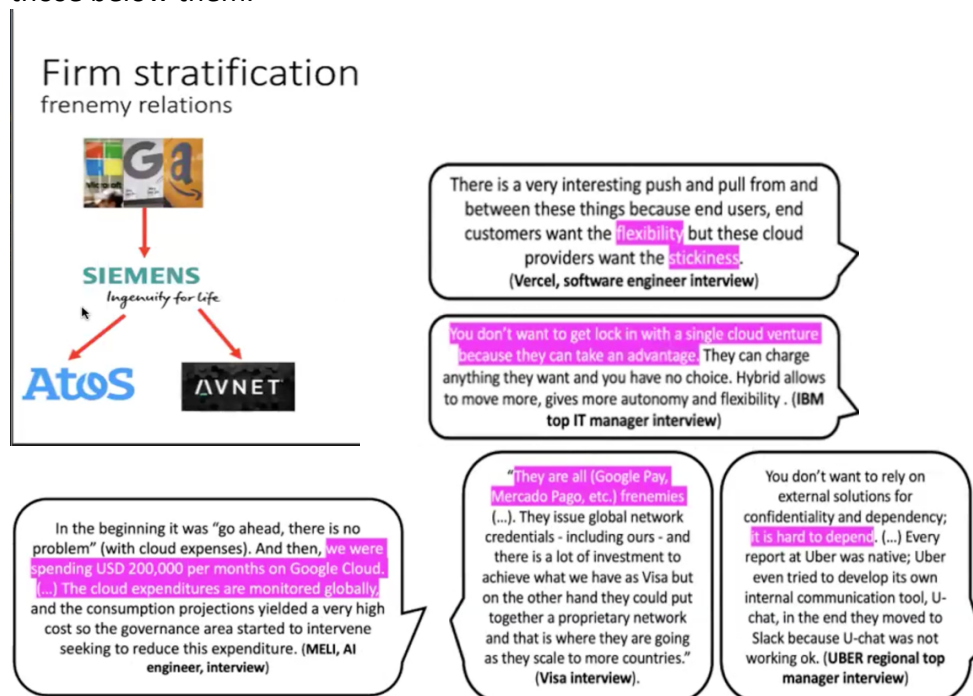 those below them.
Firm stratification
frenemy relations
Microsoft
G
a
SIEMENS
Ingenuity for life
Atos
AVNET
There is a very interesting push and pull from and
between these things because end users, end
customers want the flexibility but these cloud
providers want the stickiness.
(Vercel, software engineer interview)
You don't want to get lock in with a single cloud venture
because they can take an advantage. They can charge
anything they want and you have no choice. Hybrid allows
to move more, gives more autonomy and flexibility . (IBM
top IT manager interview)
In the beginning it was "go ahead, there is no
problem" (with cloud expenses). And then, we were
spending USD 200,000 per months on Google Cloud.
(...) The cloud expenditures are monitored globally,
and the consumption projections yielded a very high
cost so the governance area started to intervene
seeking to reduce this expenditure. (MELI, AI
engineer, interview)
"They are all (Google Pay,
Mercado Pago, etc.) frenemies
(...). They issue global network
credentials - including ours - and
there is a lot of investment to
achieve what we have as Visa but
on the other hand they could put
together a proprietary network
and that is where they are going
as they scale to more countries."
(Visa interview).
You don't want to rely on
external solutions for
confidentiality and dependency;
it is hard to depend. (...) Every
report at Uber was native; Uber
even tried to develop its own
internal communication tool, U-
chat, in the end they moved to
Slack because U-chat was not
working ok. (UBER regional top
manager interview)